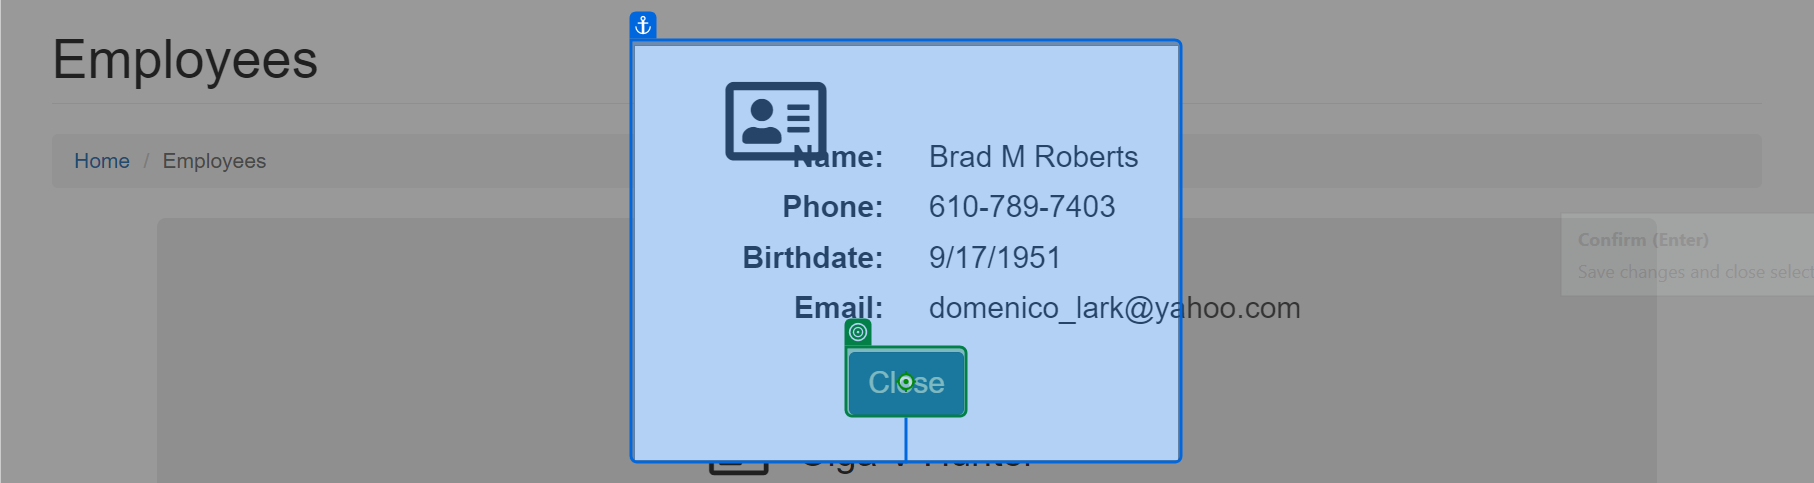 Employees
Home / Employees
Name: Brad M Roberts
Phone: 610-789-7403
Birthdate: 9/17/1951
Email: domenico_lark@yahoo.com
Close
Confirm (Enter)
Save changes and close select